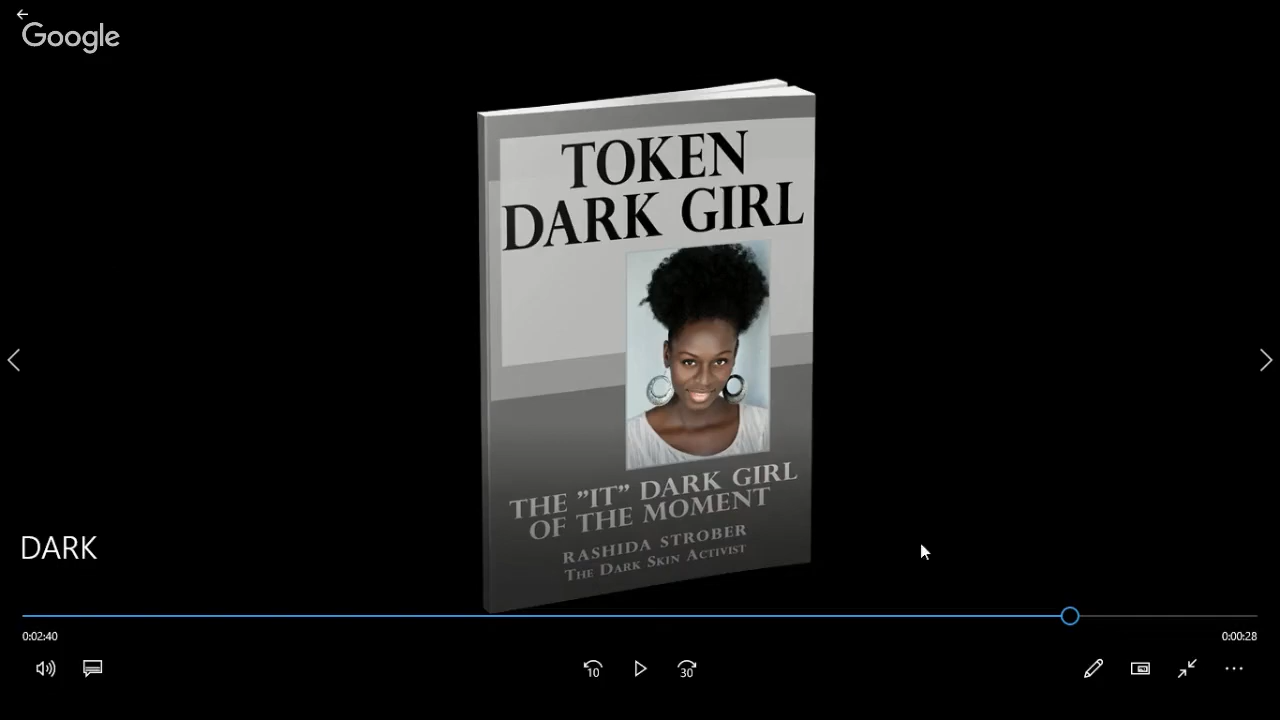 Google
TOKEN
DARK GIRL
THE "IT" DARK GIRL
OF THE MOMENT
RASHIDA STROBER
THE DARK SKIN ACTIVIST
DARK
0:02:40
0:00:28
10
30